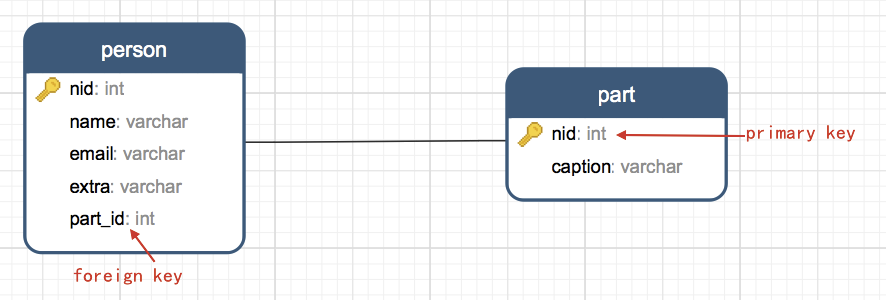 person
nid: int
name: varchar
email: varchar
extra: varchar
part_id: int
foreign key
part
nid: int
primary key
caption: varchar